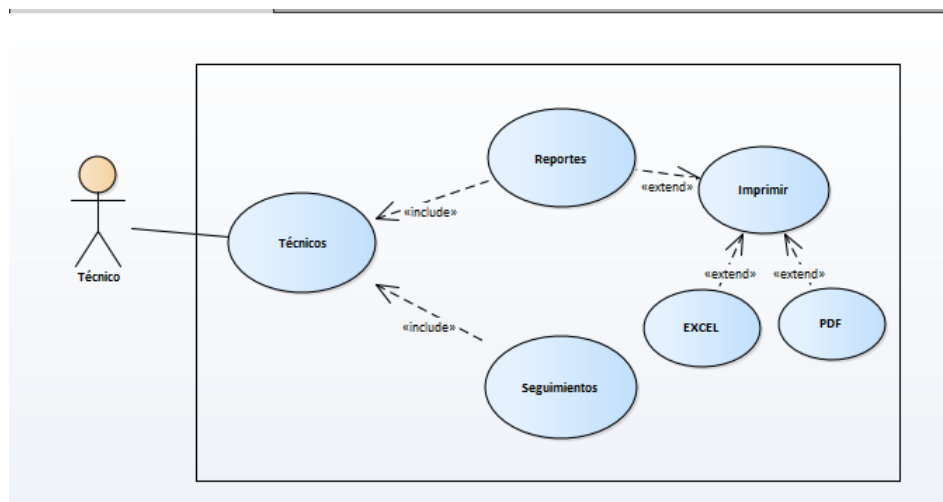 Reportes
«extend»
Imprimir
«include»
Técnicos
Técnico
«extend»
«extend»
«include»
EXCEL
PDF
Seguimientos